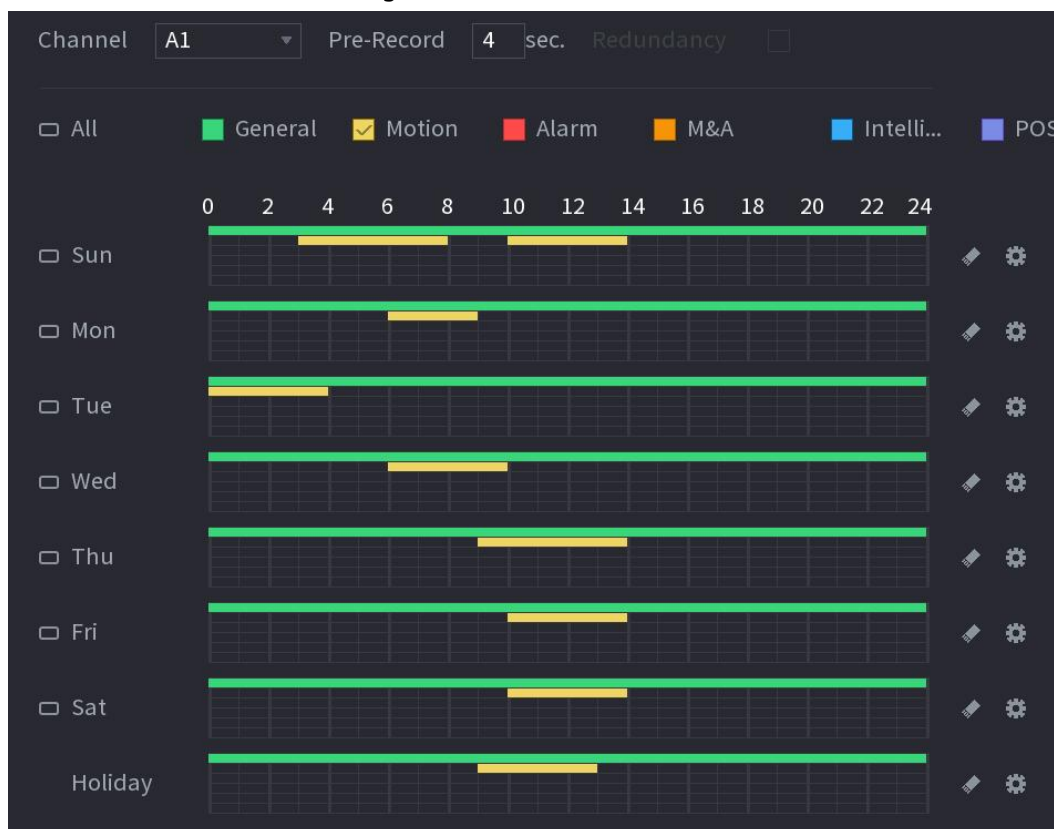 Channel A1 Pre-Record 4 sec. Redundancy
All General Motion Alarm M&A Intelli... POS
0 2 4 6 8 10 12 14 16 18 20 22 24
Sun
Mon
Tue
Wed
Thu
Fri
Sat
Holiday